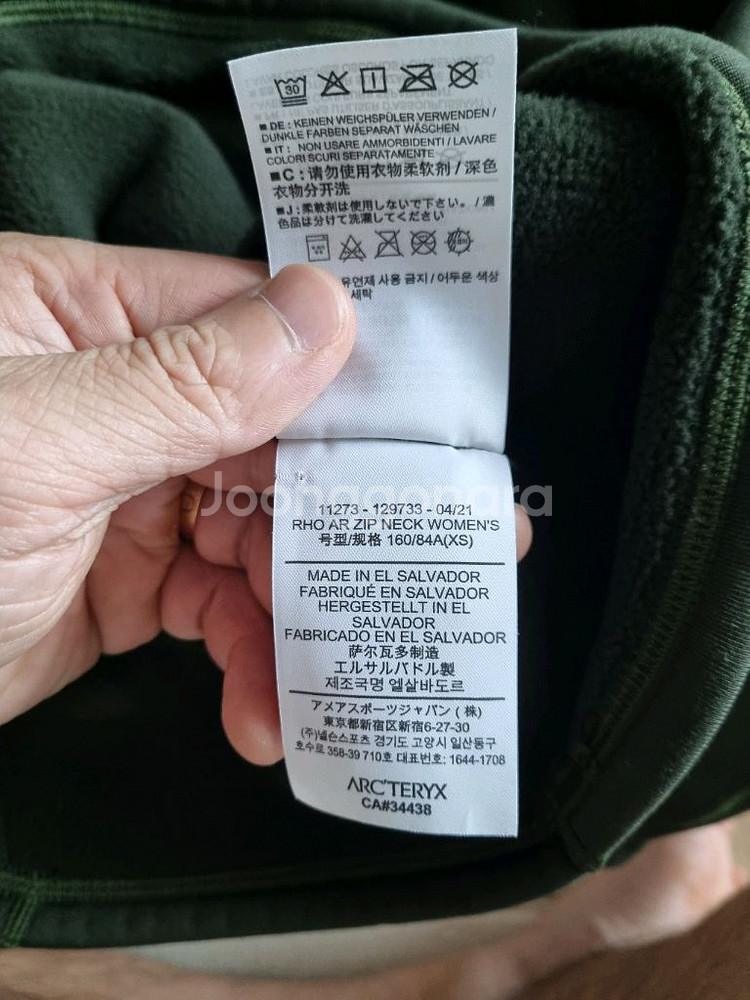 30
■ DE : KEINEN WEICHSPÜLER VERWENDEN /
DUNKLE FARBEN SEPARAT WÄSCHEN
■ IT : NON USARE AMMORBIDENTI / LAVARE
COLORI SCURI SEPARATAMENTE
■C : 请勿使用衣物柔软剂 / 深色
衣物分开洗
■J : 柔軟剤は使用しないで下さい。 / 濃
色品は分けて洗濯してください
유연제 사용 금지 / 어두운 색상
세탁
Joonggonara
11273 - 129733 - 04/21
RHO AR ZIP NECK WOMEN'S
号型/规格 160/84A(XS)
MADE IN EL SALVADOR
FABRIQUÉ EN SALVADOR
HERGESTELLT IN EL
SALVADOR
FABRICADO EN EL SALVADOR
萨尔瓦多制造
エルサルバドル製
제조국명 엘살바도르
アメアスポーツジャパン ( 株)
東京都新宿区新宿6-27-30
(주)넬슨스포츠 경기도 고양시 일산동구
호수로 358-39 710호 대표번호: 1644-1708
ARC'TERYX
CA#34438